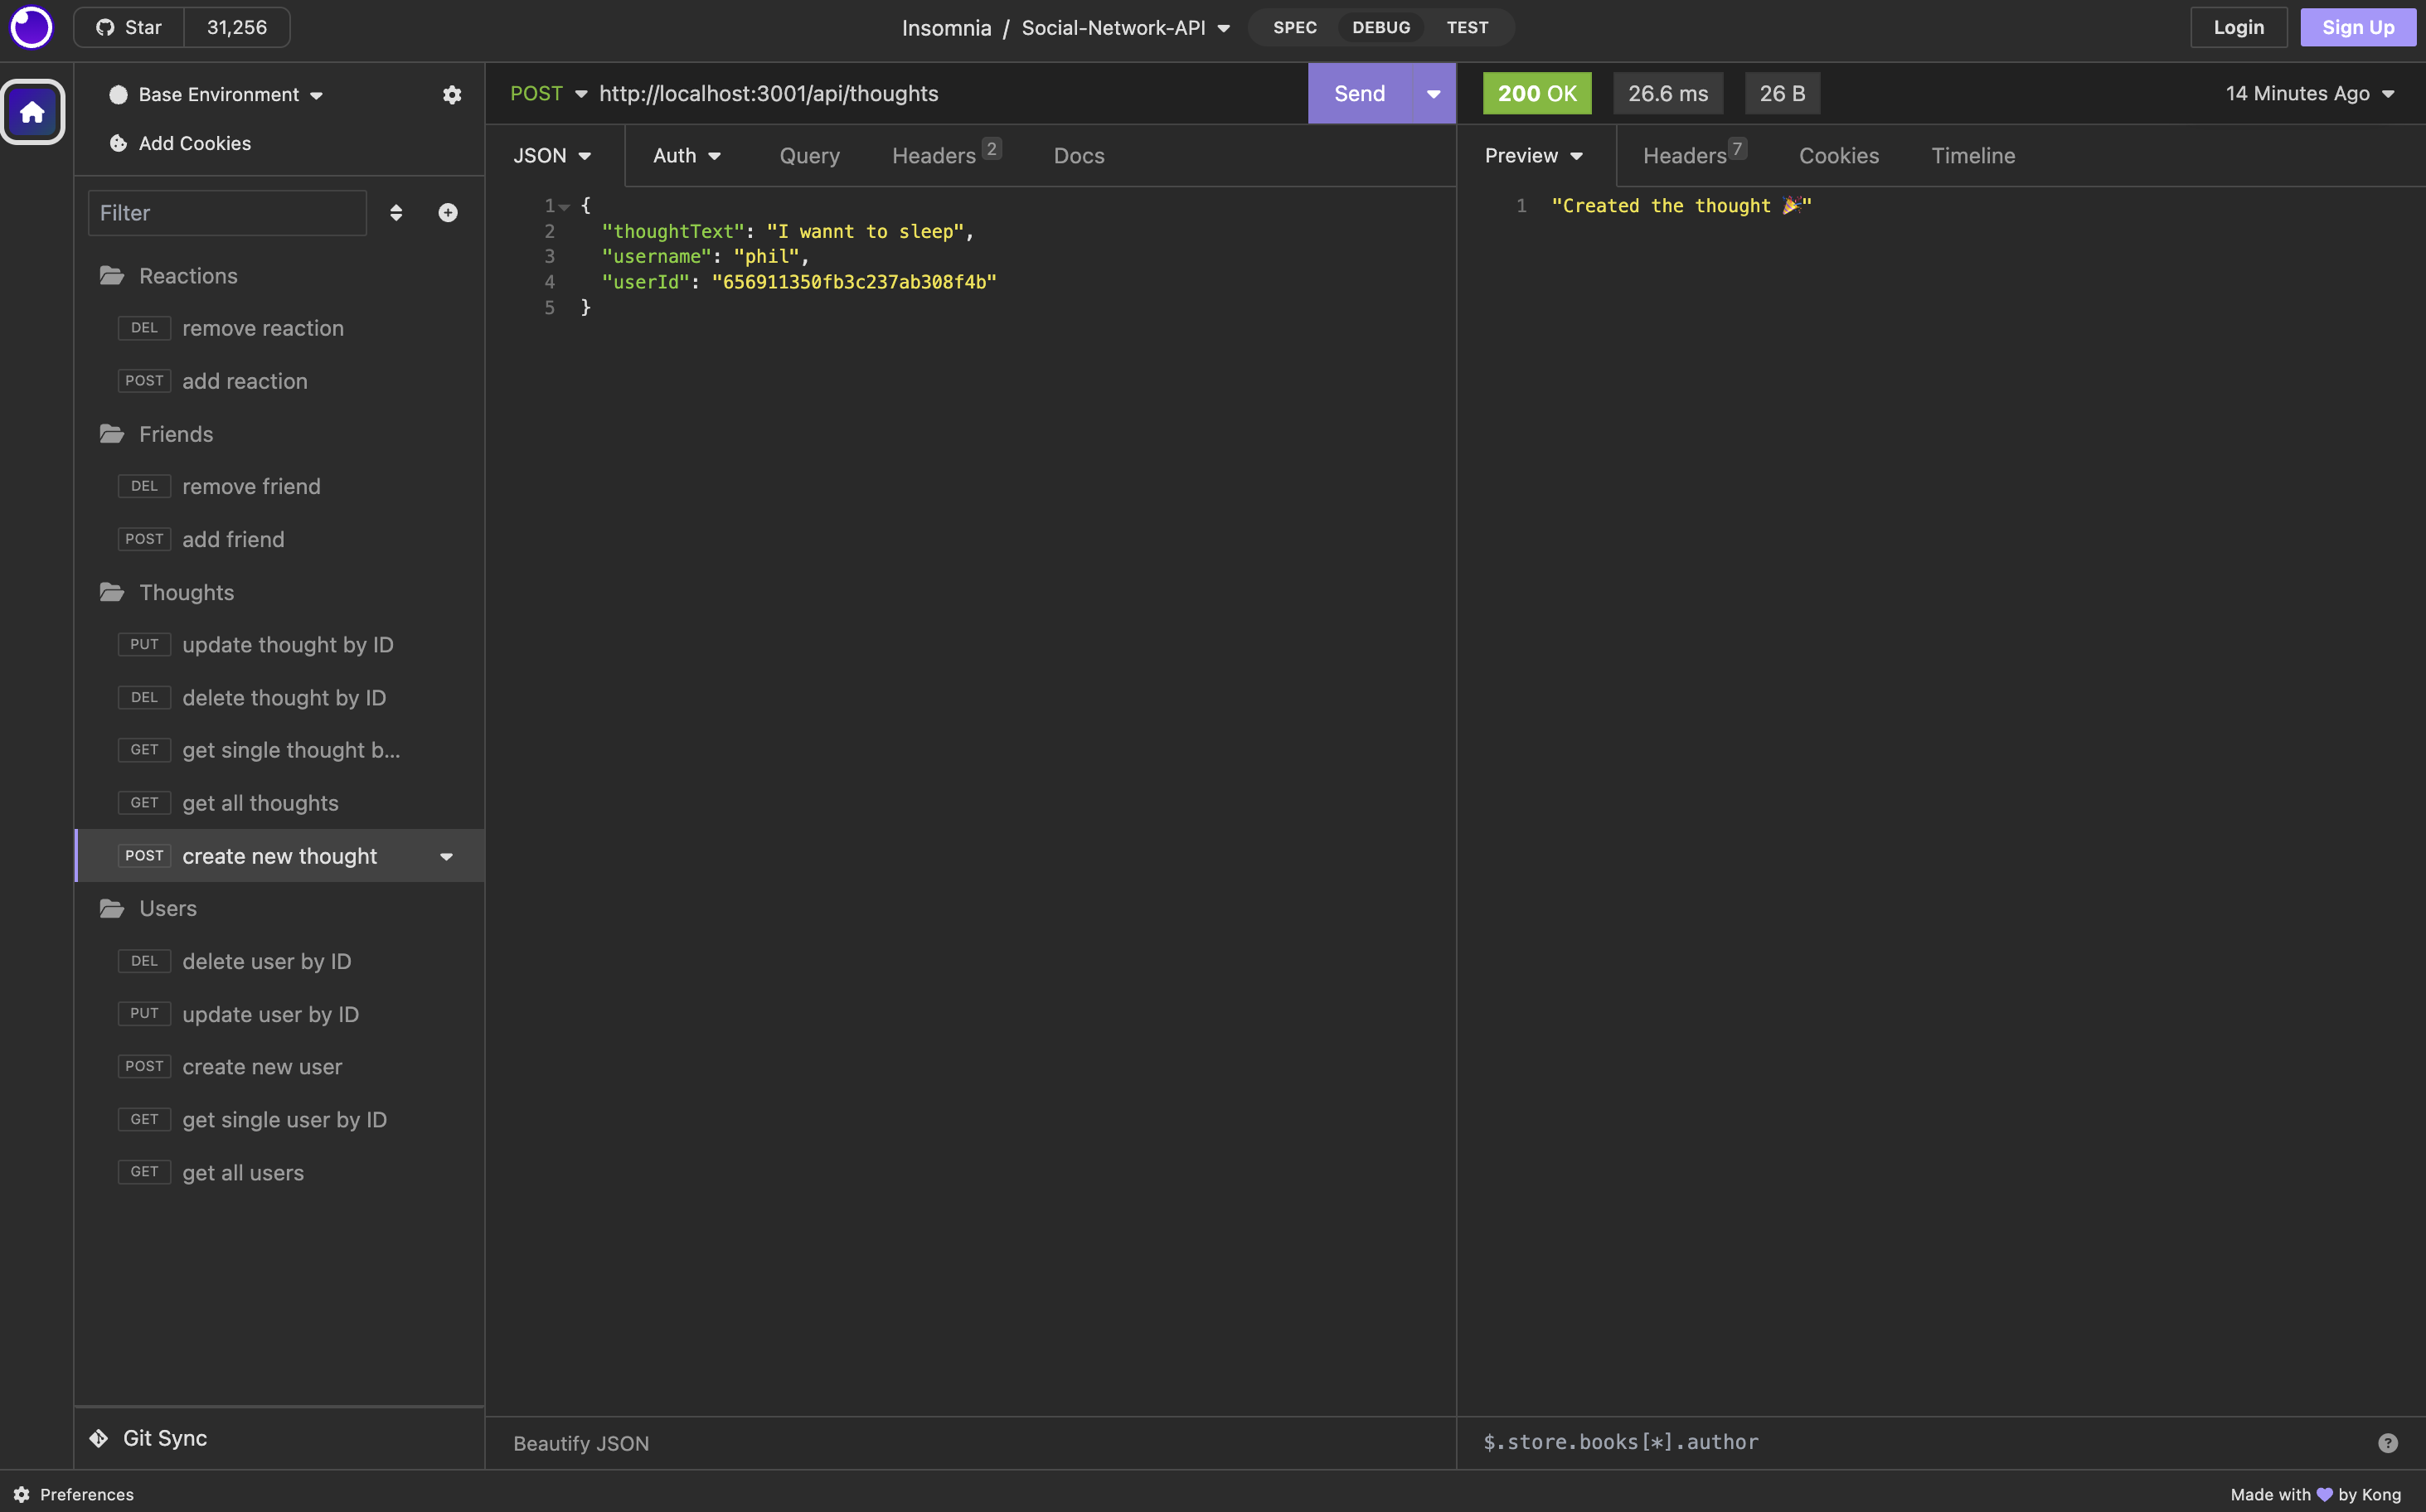 Star 31,256
Insomnia / Social-Network-API
SPEC DEBUG TEST
Login Sign Up
Base Environment
Add Cookies
Filter
Reactions
DEL remove reaction
POST add reaction
Friends
DEL remove friend
POST add friend
Thoughts
PUT update thought by ID
DEL delete thought by ID
GET get single thought b...
GET get all thoughts
POST create new thought
Users
DEL delete user by ID
PUT update user by ID
POST create new user
GET get single user by ID
GET get all users
Git Sync
Preferences
POST http://localhost:3001/api/thoughts
Send
JSON Auth Query Headers 2 Docs
1 {
2 "thoughtText": "I wannt to sleep",
3 "username": "phil",
4 "userId": "656911350fb3c237ab308f4b"
5 }
Beautify JSON
200 OK 26.6 ms 26 B
14 Minutes Ago
Preview Headers 7 Cookies Timeline
1 "Created the thought 🎉"
$.store.books[*].author
?
Made with 💜 by Kong